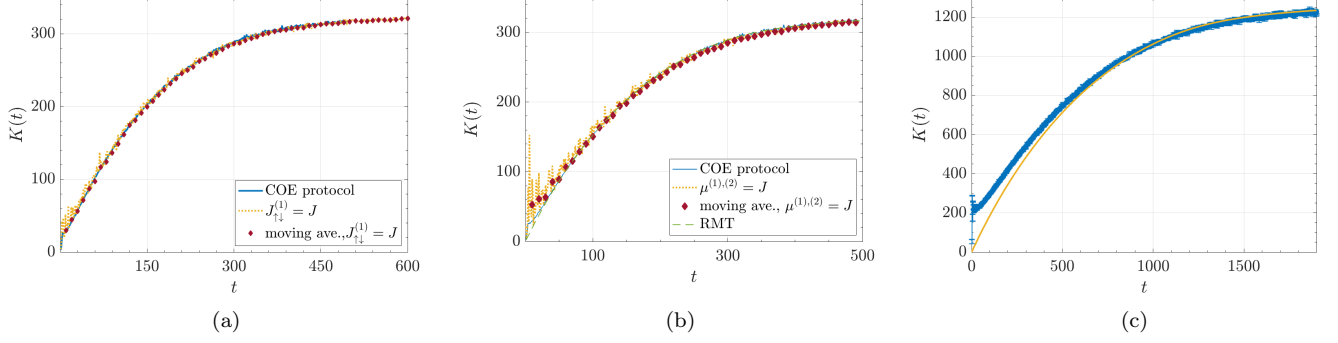 300
200
100
0
K(t)
150
300
450
600
t
COE protocol
J↑↓^(1) = J
moving ave.,J↑↓^(1) = J
(a)
300
200
100
0
K(t)
100
200
300
400
500
t
COE protocol
μ^(1),(2) = J
moving ave., μ^(1),(2) = J
RMT
(b)
1200
1000
800
600
400
200
0
K(t)
0
500
1000
1500
t
(c)